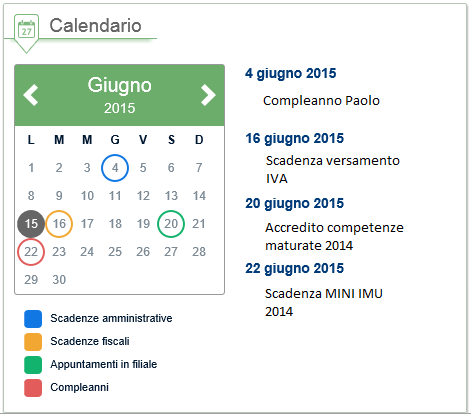 27
Calendario
Giugno
2015
L M M G V S D
1 2 3 4 5 6 7
8 9 10 11 12 13 14
15 16 17 18 19 20 21
22 23 24 25 26 27 28
29 30
Scadenze amministrative
Scadenze fiscali
Appuntamenti in filiale
Compleanni
4 giugno 2015
Compleanno Paolo
16 giugno 2015
Scadenza versamento
IVA
20 giugno 2015
Accredito competenze
maturate 2014
22 giugno 2015
Scadenza MINI IMU
2014